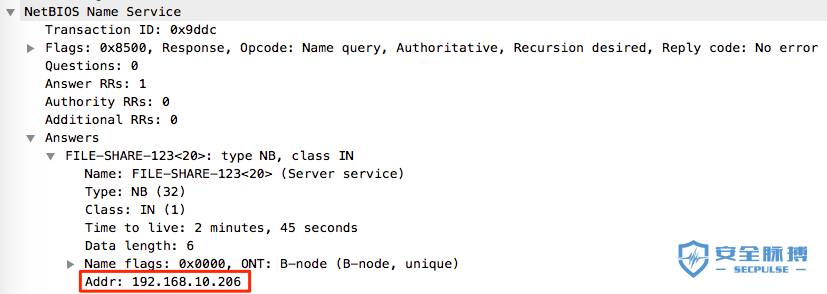 NetBIOS Name Service
Transaction ID: 0x9ddc
Flags: 0x8500, Response, Opcode: Name query, Authoritative, Recursion desired, Reply code: No error
Questions: 0
Answer RRs: 1
Authority RRs: 0
Additional RRs: 0
Answers
FILE-SHARE-123<20>: type NB, class IN
Name: FILE-SHARE-123<20> (Server service)
Type: NB (32)
Class: IN (1)
Time to live: 2 minutes, 45 seconds
Data length: 6
Name flags: 0x0000, ONT: B-node (B-node, unique)
Addr: 192.168.10.206
安全脉搏
SECPULSE